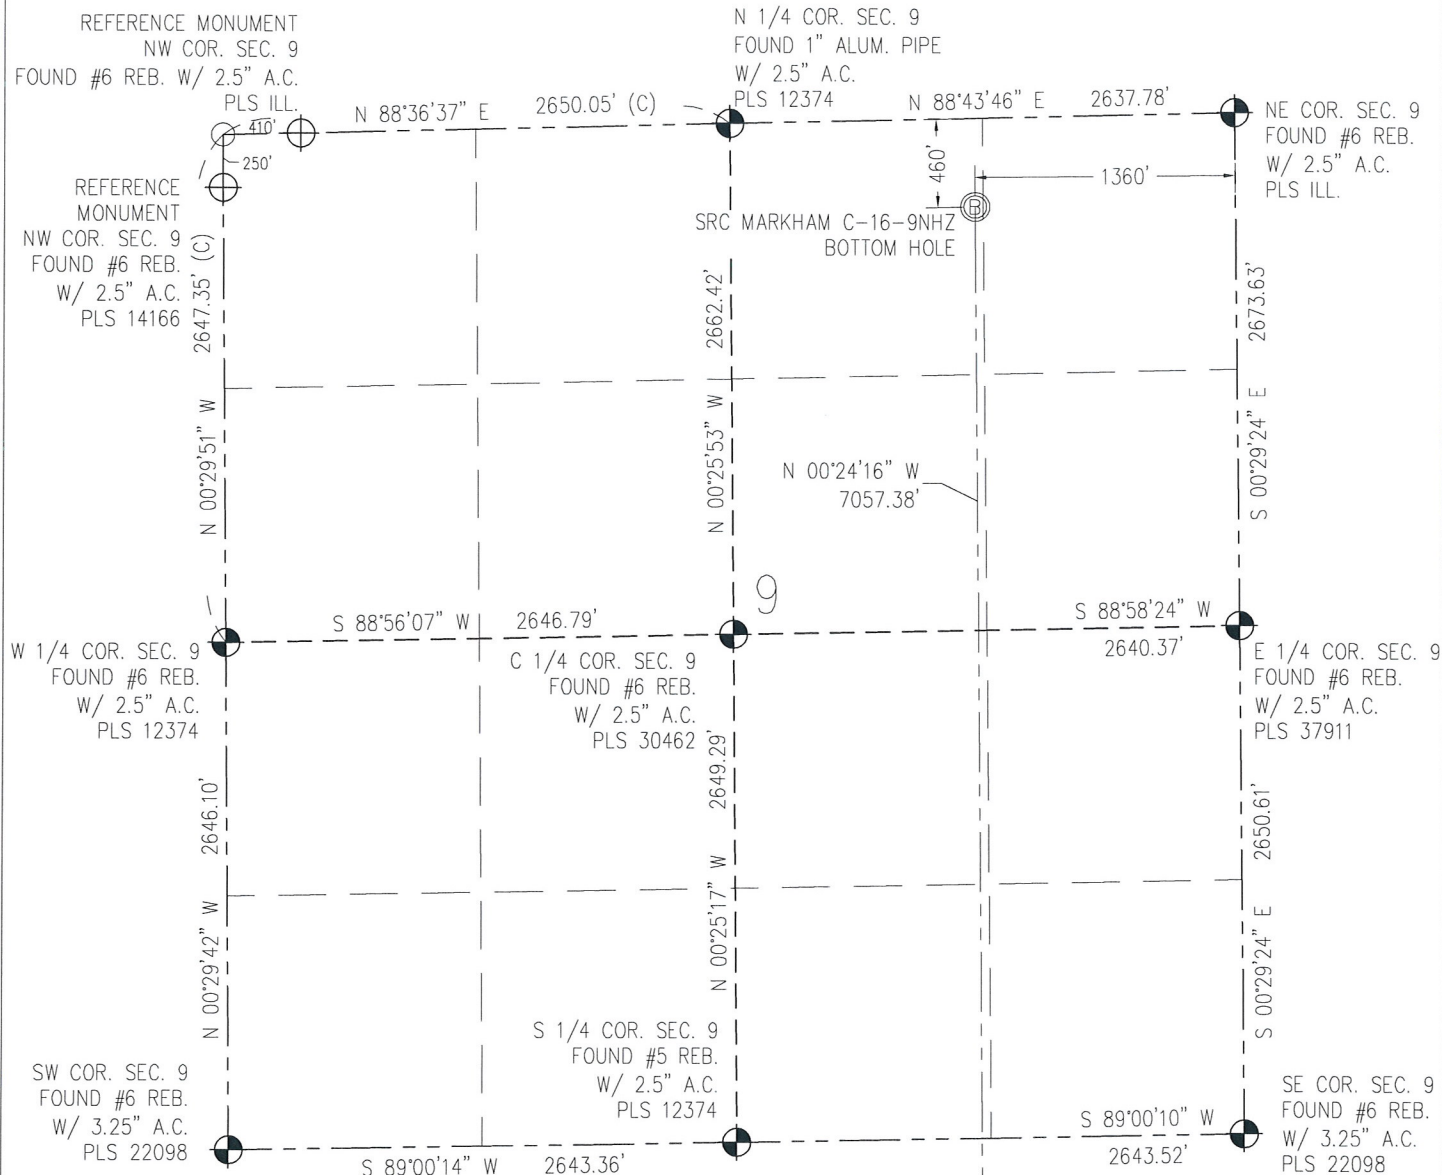 REFERENCE MONUMENT
NW COR. SEC. 9
FOUND #6 REB. W/ 2.5" A.C.
PLS ILL.
N 1/4 COR. SEC. 9
FOUND 1" ALUM. PIPE
W/ 2.5" A.C.
PLS 12374
N 88°36'37" E 2650.05' (C)
N 88°43'46" E 2637.78'
NE COR. SEC. 9
FOUND #6 REB.
W/ 2.5" A.C.
PLS ILL.
410'
250'
460'
1360'
REFERENCE
MONUMENT
NW COR. SEC. 9
FOUND #6 REB.
W/ 2.5" A.C.
PLS 14166
SRC MARKHAM C-16-9NHZ
BOTTOM HOLE
B
N 00°29'51" W 2647.35' (C)
N 00°25'53" W 2662.42'
S 00°29'24" E 2673.63'
N 00°24'16" W
7057.38'
9
S 88°56'07" W 2646.79'
S 88°58'24" W
2640.37'
W 1/4 COR. SEC. 9
FOUND #6 REB.
W/ 2.5" A.C.
PLS 12374
C 1/4 COR. SEC. 9
FOUND #6 REB.
W/ 2.5" A.C.
PLS 30462
E 1/4 COR. SEC. 9
FOUND #6 REB.
W/ 2.5" A.C.
PLS 37911
N 00°29'42" W 2646.10'
N 00°25'17" W 2649.29'
S 00°29'24" E 2650.61'
SW COR. SEC. 9
FOUND #6 REB.
W/ 3.25" A.C.
PLS 22098
S 1/4 COR. SEC. 9
FOUND #5 REB.
W/ 2.5" A.C.
PLS 12374
SE COR. SEC. 9
FOUND #6 REB.
W/ 3.25" A.C.
PLS 22098
S 89°00'14" W 2643.36'
S 89°00'10" W
2643.52'